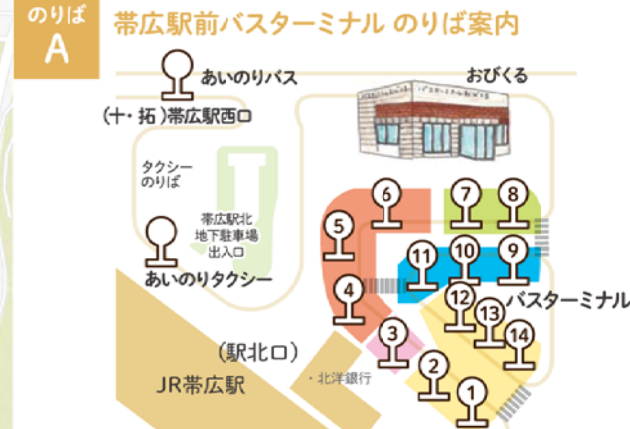 のりば
A
帯広駅前バスターミナル のりば案内
あいのりバス
(十・拓)帯広駅西口
おびくる
タクシー
のりば
帯広駅北
地下駐車場
出入口
あいのりタクシー
6
7
8
5
11
10
9
4
12
13
バスターミナル
3
14
2
1
(駅北口)
JR帯広駅
・北洋銀行